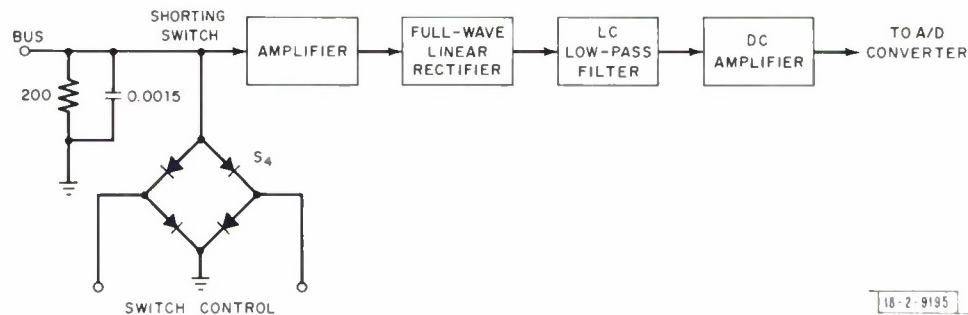 SHORTING
SWITCH
BUS
AMPLIFIER
FULL-WAVE
LINEAR
RECTIFIER
LC
LOW-PASS
FILTER
DC
AMPLIFIER
TO A/D
CONVERTER
200
0.0015
S4
SWITCH CONTROL
18-2-9195